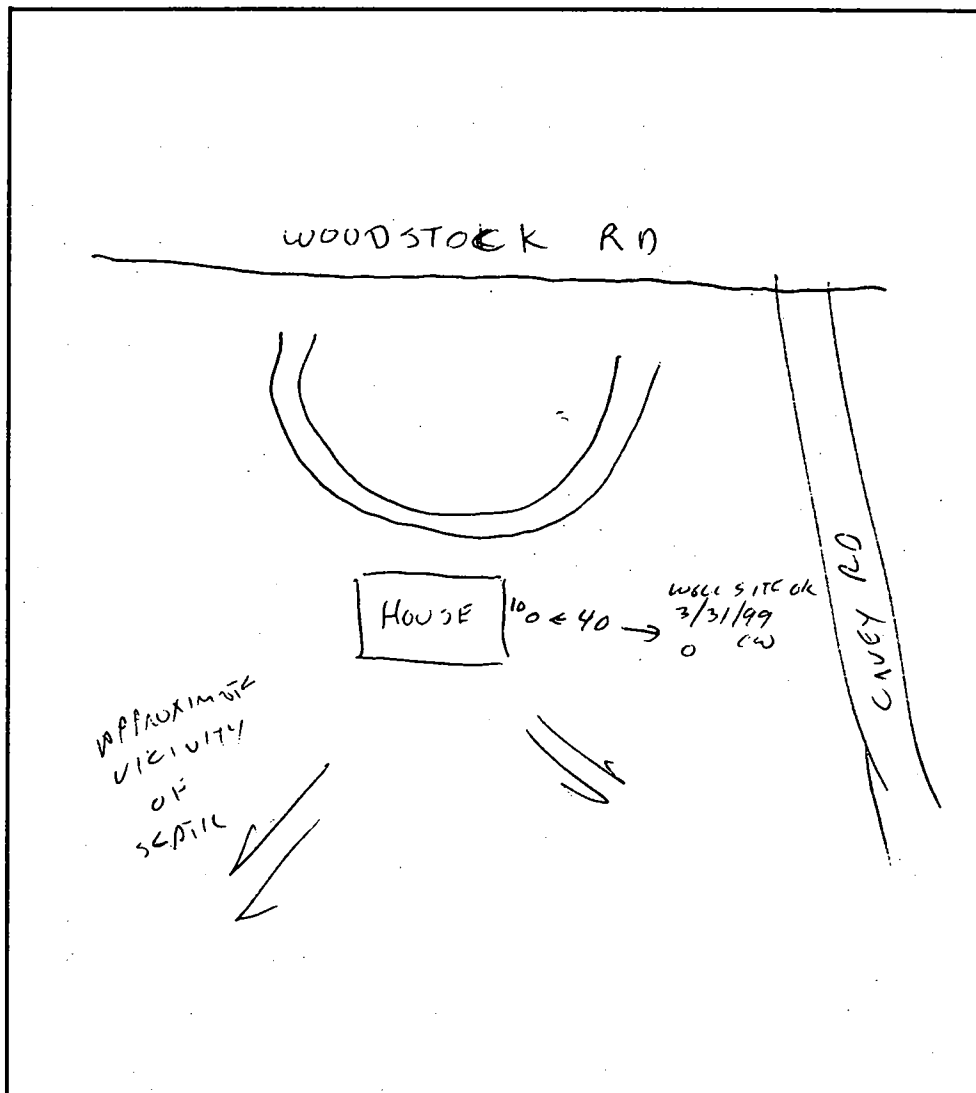 WOODSTOCK RD
HOUSE
10 0 ← 40 →
WELL SITE OK
3/31/99
0 CW
CAVEY RD
APPROXIMATE
VICINITY
OF
SEPTIC